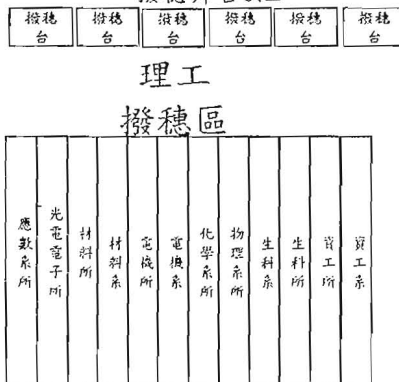 撥穗
台
撥穗
台
撥穗
台
撥穗
台
撥穗
台
撥穗
台
理工
撥穗區
應數系所
光電電子所
材料所
材料系
電機所
電機系
化學系所
物理系所
生科系
生科所
資工所
資工系